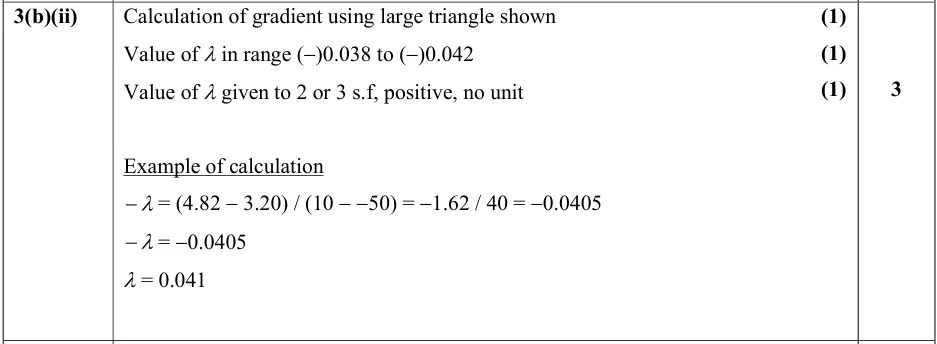 3(b)(ii) Calculation of gradient using large triangle shown (1)
Value of λ in range (−)0.038 to (−)0.042 (1)
Value of λ given to 2 or 3 s.f, positive, no unit (1) 3
Example of calculation
− λ = (4.82 − 3.20) / (10 − −50) = −1.62 / 40 = −0.0405
− λ = −0.0405
λ = 0.041